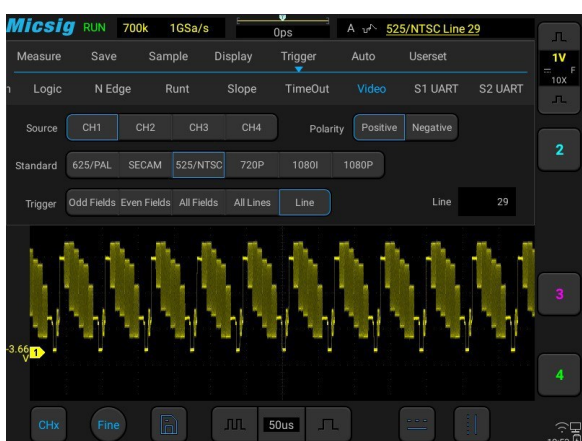 Micsig RUN 700k 1GSa/s 0ps A 525/NTSC Line 29
Measure Save Sample Display Trigger Auto Userset
Logic N Edge Runt Slope TimeOut Video S1 UART S2 UART
Source CH1 CH2 CH3 CH4 Polarity Positive Negative
Standard 625/PAL SECAM 525/NTSC 720P 1080I 1080P
Trigger Odd Fields Even Fields All Fields All Lines Line Line 29
1V
F
10X
2
3
4
-3.66
V
1
CHx Fine 50us